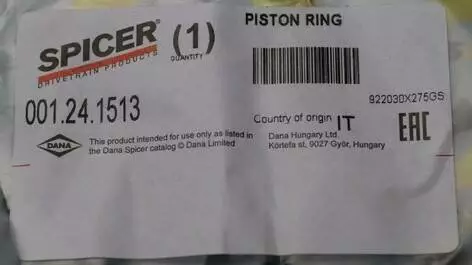 SPICER
DRIVETRAIN PRODUCTS
(1)
QUANTITY
PISTON RING
922030X275GS
001.24.1513
Country of origin IT
EAC
DANA
This product intended for use only as listed in
the Dana Spicer catalog © Dana Limited
Dana Hungary Ltd.
Körtefa st, 9027 Győr, Hungary